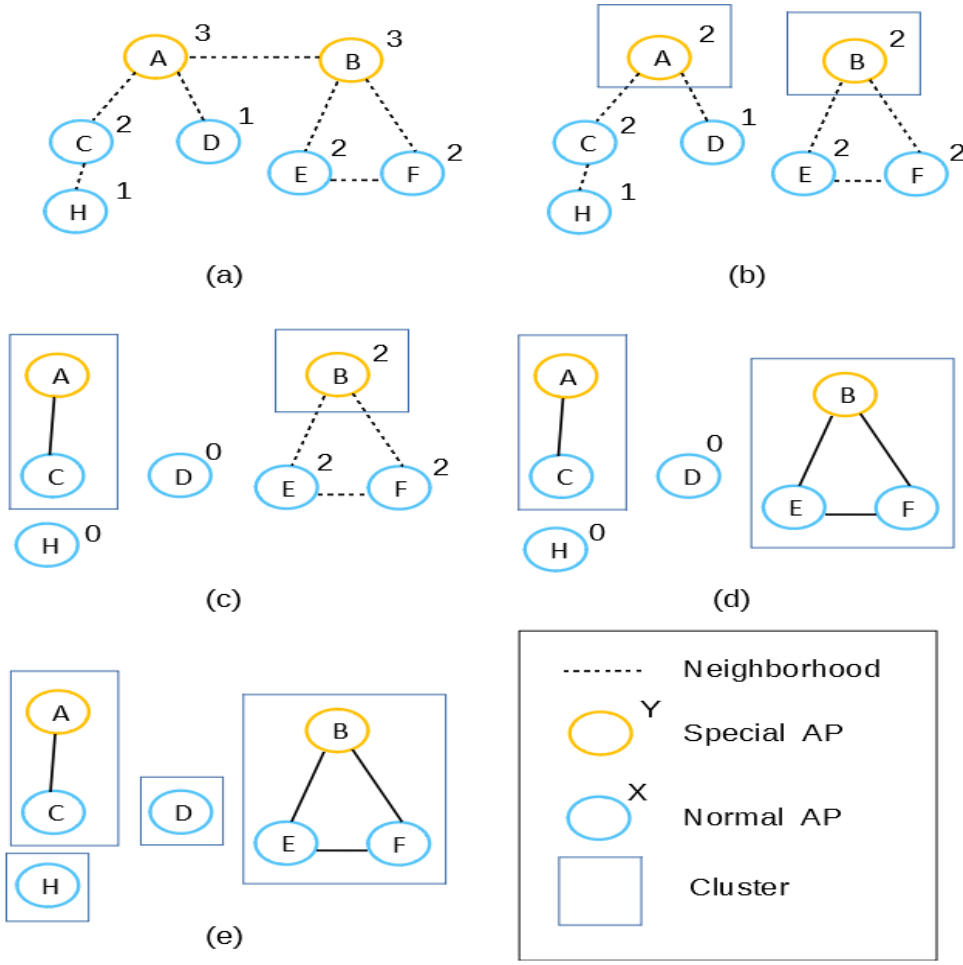 A 3
B 3
C 2
D 1
E 2
F 2
H 1
(a)
A 2
B 2
C 2
D 1
E 2
F 2
H 1
(b)
A
B 2
C
D 0
E 2
F 2
H 0
(c)
A
B
C
D 0
E
F
H 0
(d)
A
B
C
D
E
F
H
(e)
Neighborhood
Y
Special AP
X
Normal AP
Cluster